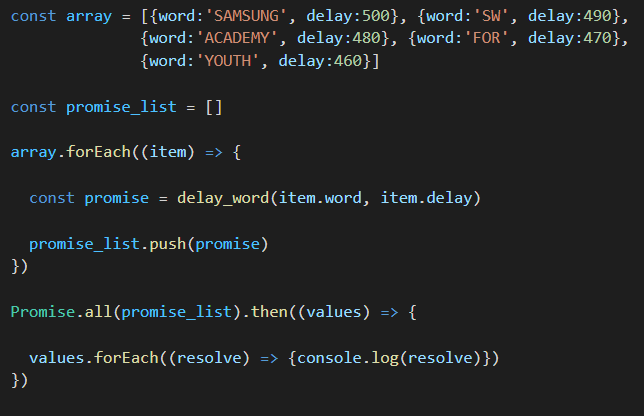 const array = [{word:'SAMSUNG', delay:500}, {word:'SW', delay:490},
{word:'ACADEMY', delay:480}, {word:'FOR', delay:470},
{word:'YOUTH', delay:460}]
const promise_list = []
array.forEach((item) => {
const promise = delay_word(item.word, item.delay)
promise_list.push(promise)
})
Promise.all(promise_list).then((values) => {
values.forEach((resolve) => {console.log(resolve)})
})